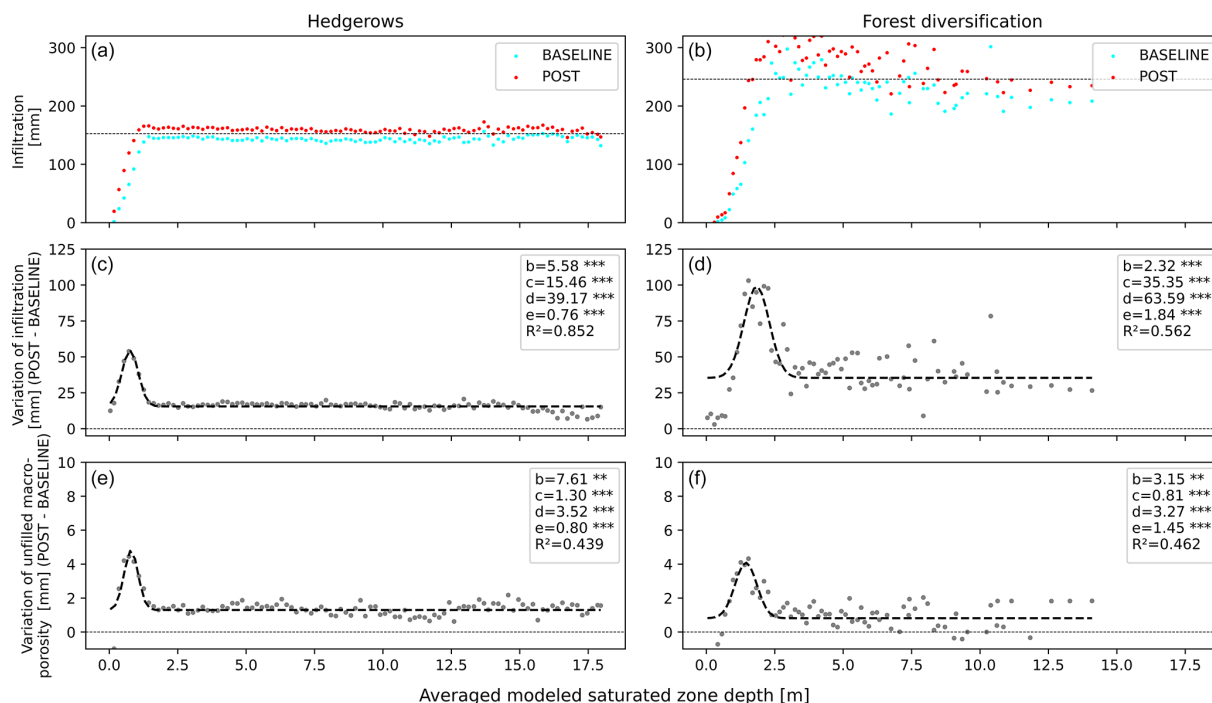 Hedgerows
Forest diversification
(a)
BASELINE
POST
300
200
100
0
Infiltration
[mm]
(b)
BASELINE
POST
300
200
100
0
(c)
b=5.58 ***
c=15.46 ***
d=39.17 ***
e=0.76 ***
R²=0.852
125
100
75
50
25
0
Variation of infiltration
[mm] (POST - BASELINE)
(d)
b=2.32 ***
c=35.35 ***
d=63.59 ***
e=1.84 ***
R²=0.562
125
100
75
50
25
0
(e)
b=7.61 **
c=1.30 ***
d=3.52 ***
e=0.80 ***
R²=0.439
10
8
6
4
2
0
Variation of unfilled macro-
porosity [mm] (POST - BASELINE)
0.0 2.5 5.0 7.5 10.0 12.5 15.0 17.5
(f)
b=3.15 **
c=0.81 ***
d=3.27 ***
e=1.45 ***
R²=0.462
10
8
6
4
2
0
0.0 2.5 5.0 7.5 10.0 12.5 15.0 17.5
Averaged modeled saturated zone depth [m]